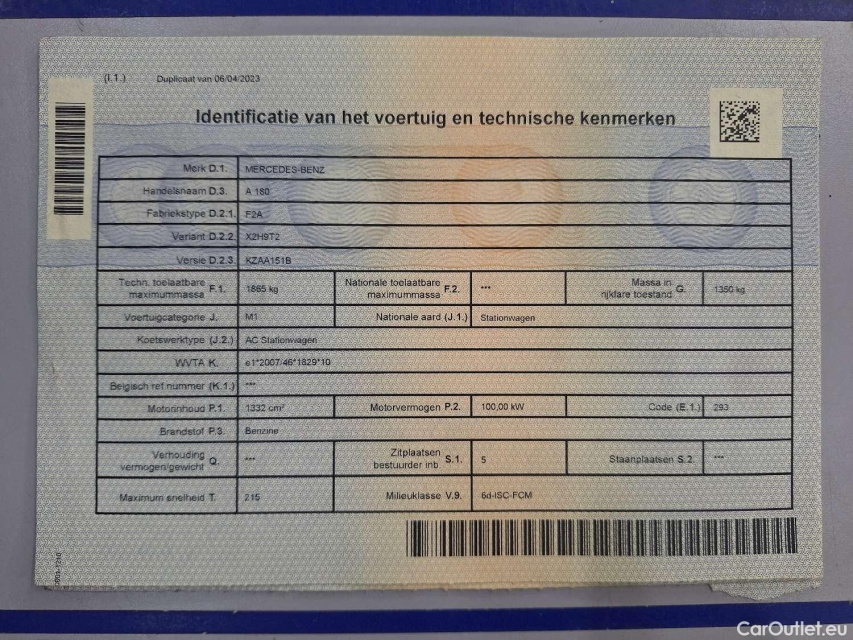 (I.1.) Duplicaat van 06/04/2023
Identificatie van het voertuig en technische kenmerken
Merk D.1. MERCEDES-BENZ
Handelsnaam D.3. A 180
Fabriekstype D.2.1. F2A
Variant D.2.2. X2H9T2
Versie D.2.3. KZAA151B
Techn. toelaatbare maximummassa F.1. 1865 kg Nationale toelaatbare maximummassa F.2. *** Massa in rijklare toestand G. 1350 kg
Voertuigcategorie J. M1 Nationale aard (J.1.) Stationwagen
Koetswerktype (J.2.) AC Stationwagen
WVTA K. e1*2007/46*1829*10
Belgisch ref.nummer (K.1.) ***
Motorinhoud P.1. 1332 cm³ Motorvermogen P.2. 100,00 kW Code (E.1.) 293
Brandstof P.3. Benzine
Verhouding vermogen/gewicht Q. *** Zitplaatsen bestuurder inb. S.1. 5 Staanplaatsen S.2. ***
Maximum snelheid T. 215 Milieuklasse V.9. 6d-ISC-FCM
CarOutlet.eu